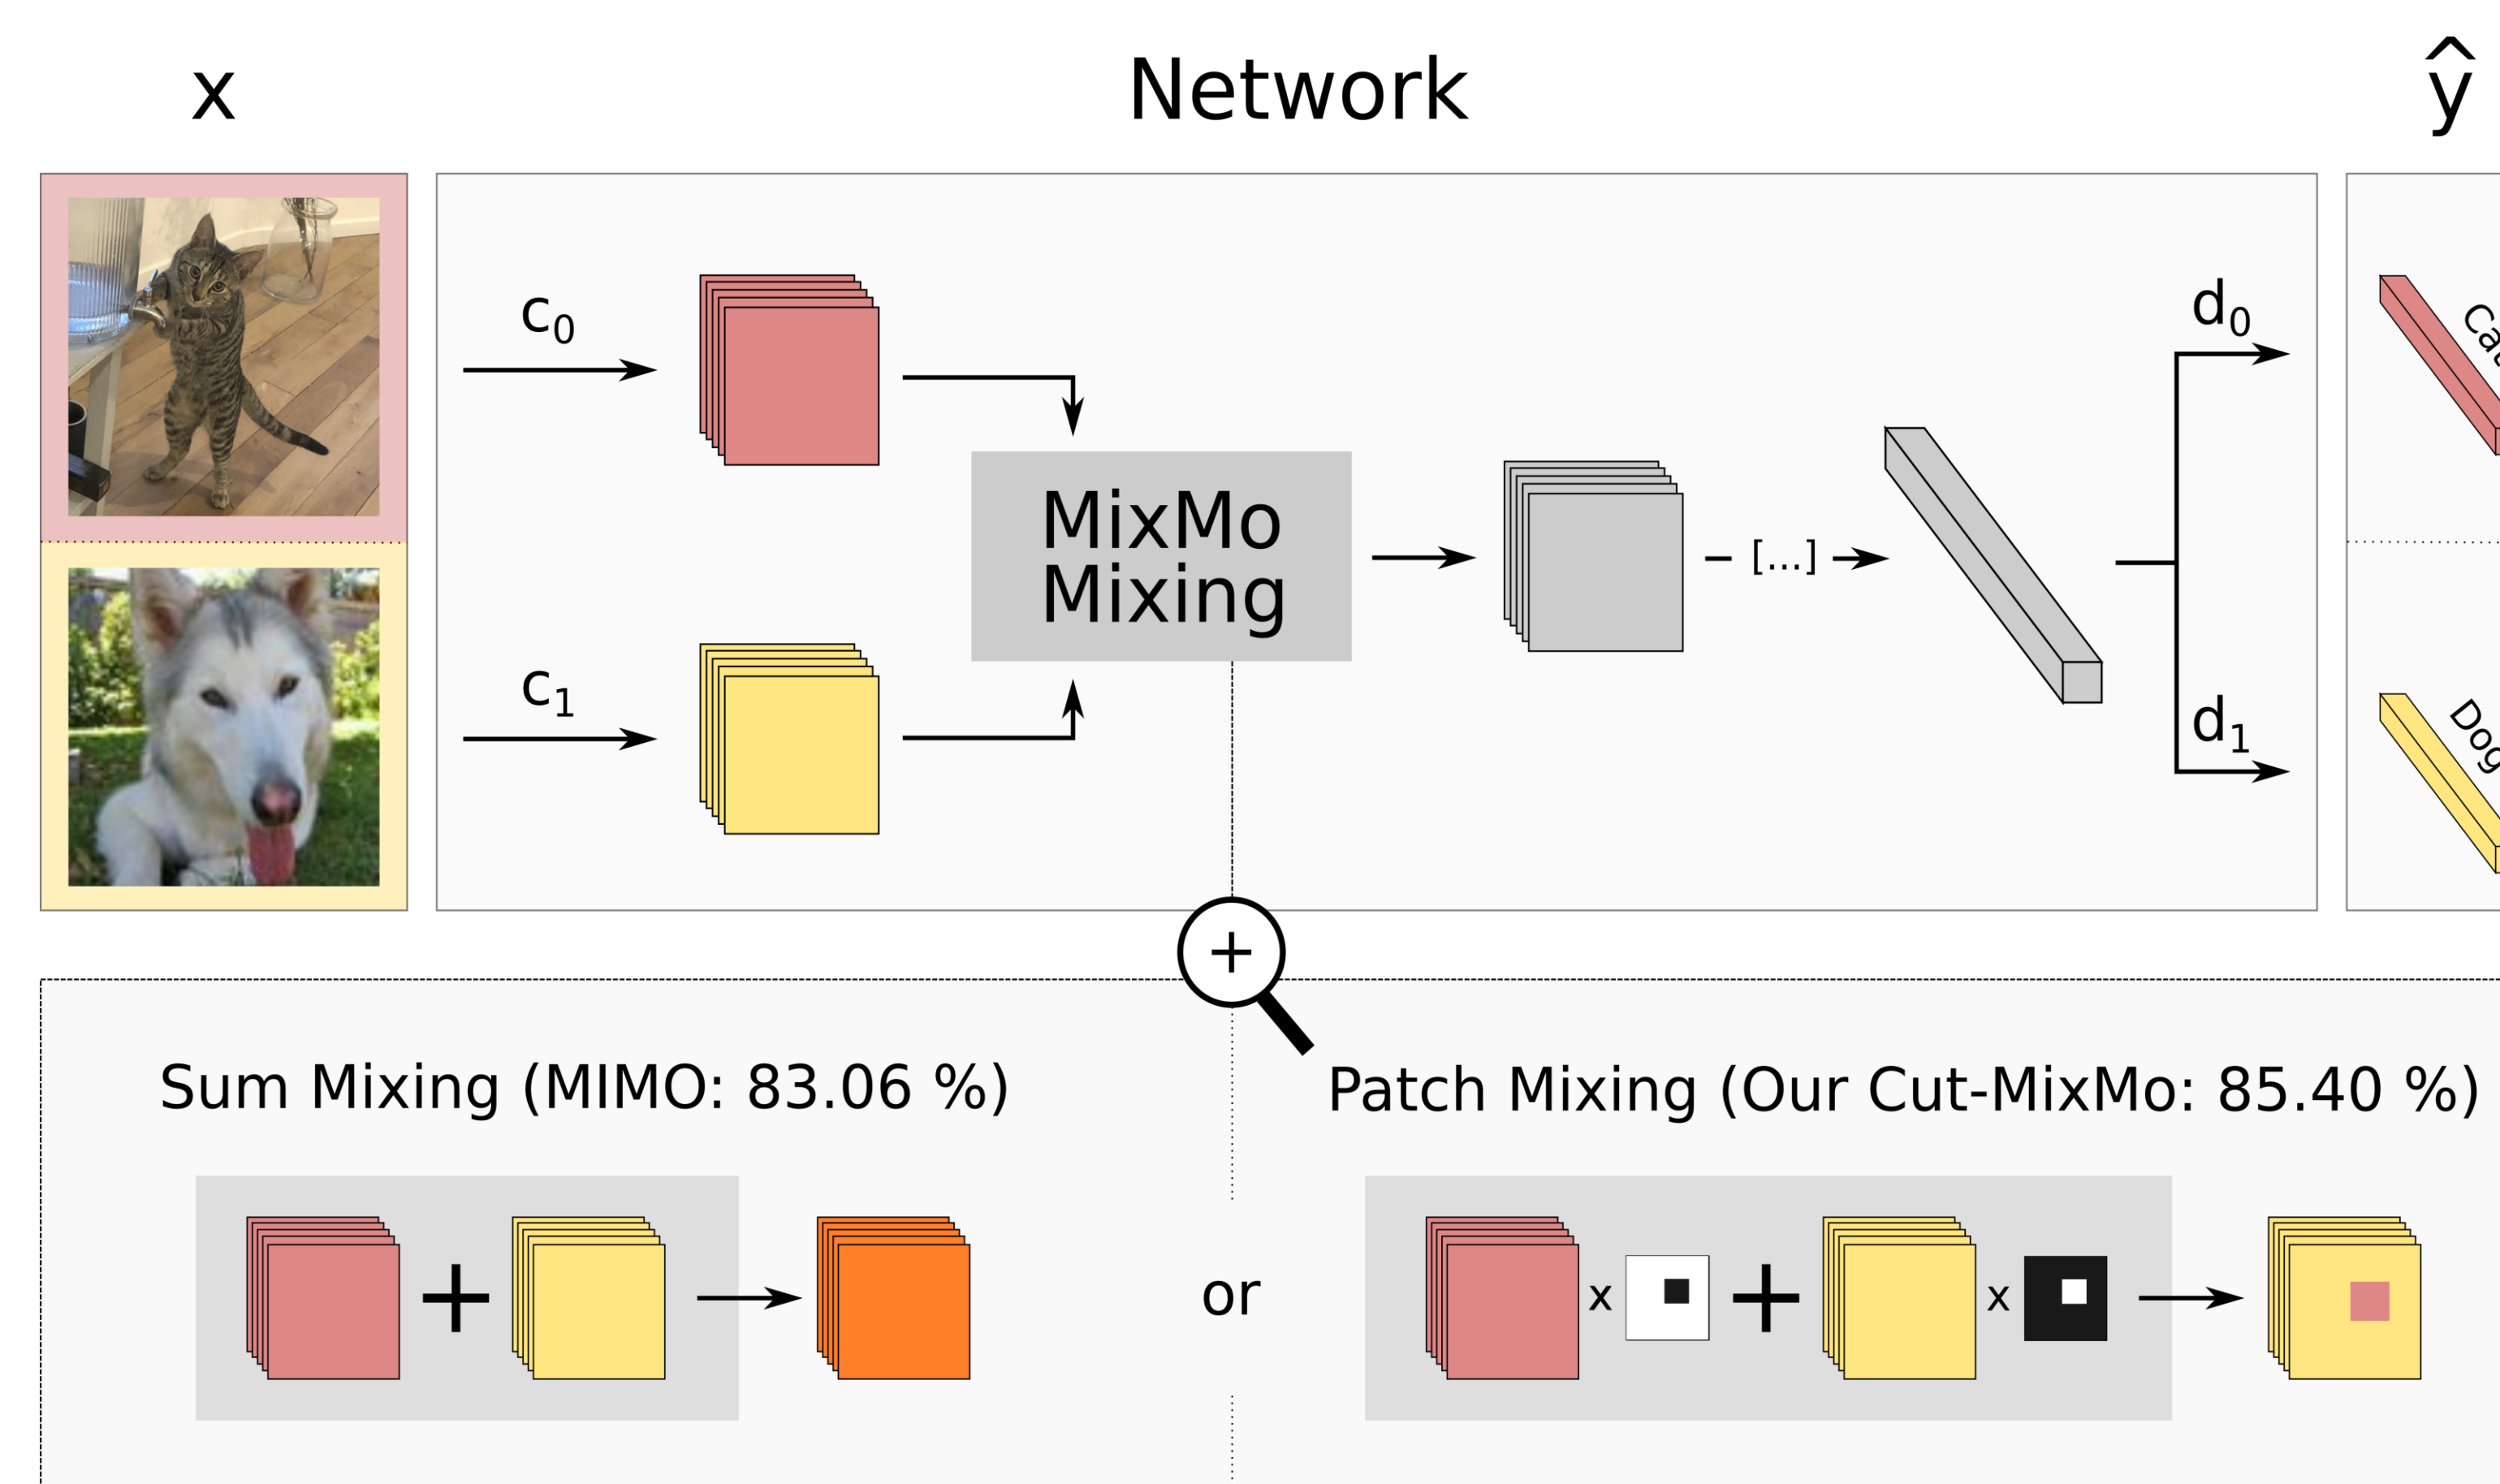 x
Network
ŷ
c₀
d₀
MixMo
Mixing
[...]
c₁
d₁
Dog
+
Sum Mixing (MIMO: 83.06 %)
Patch Mixing (Our Cut-MixMo: 85.40 %)
+
or
x
+
x